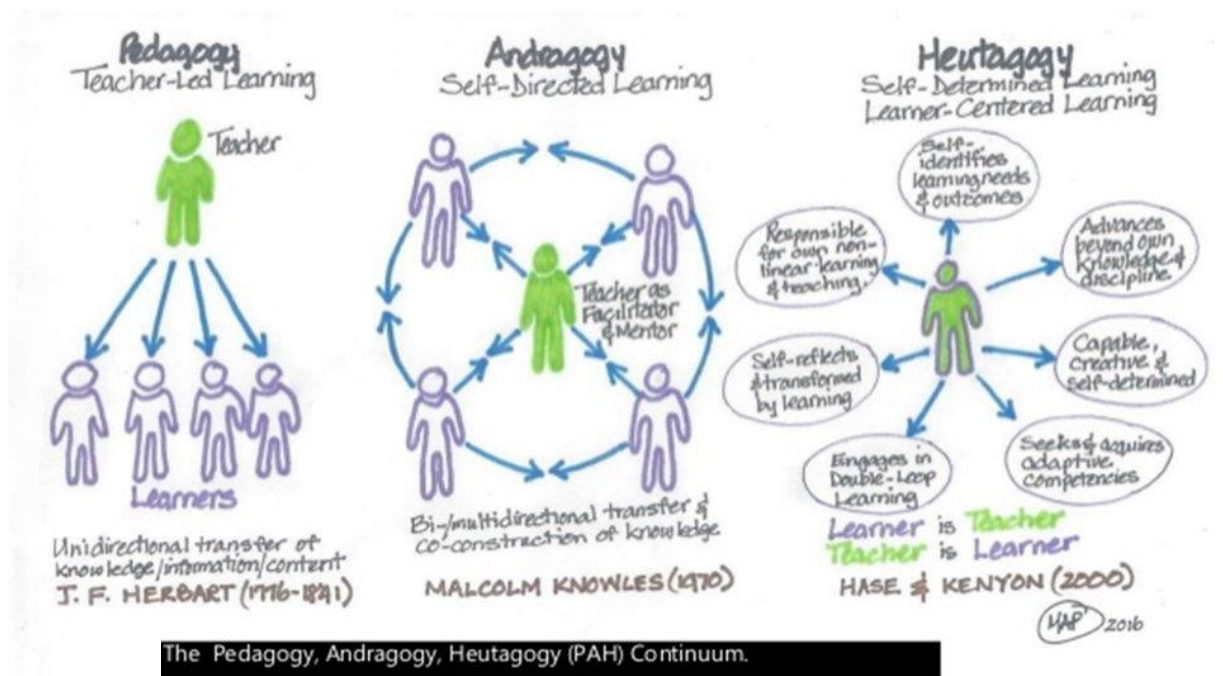 Pedagogy
Teacher-Led Learning
Teacher
Learners
Unidirectional transfer of
knowledge/information/content
J. F. HERBART (1776-1841)
Andragogy
Self-Directed Learning
Teacher as
Facilitator
& Mentor
Bi-/multidirectional transfer &
co-construction of knowledge
MALCOLM KNOWLES (1970)
Heutagogy
Self-Determined Learning
Learner-Centered Learning
Self-
identifies
learning needs
& outcomes
Responsible
for own non-
linear learning
& teaching.
Advances
beyond own
knowledge &
discipline.
Self-reflects
& transformed
by learning
Capable,
creative &
self-determined
Engages in
Double-Loop
Learning
Seeks & acquires
adaptive
competencies
Learner is Teacher
Teacher is Learner
HASE & KENYON (2000)
2016
The Pedagogy, Andragogy, Heutagogy (PAH) Continuum.